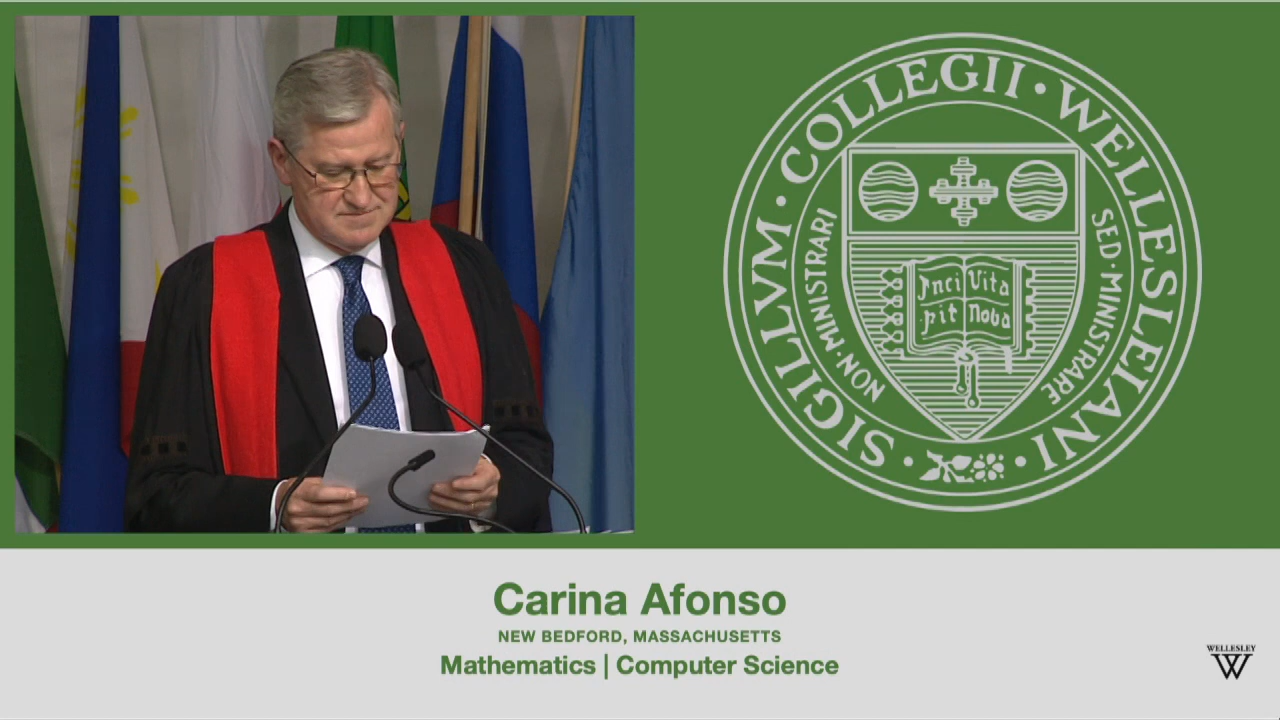 SIGILLVM · COLLEGII · WELLESLEIANI ·
NON · MINISTRARI
SED · MINISTRARE
Inci Vita
pit Nova
Carina Afonso
NEW BEDFORD, MASSACHUSETTS
Mathematics | Computer Science
WELLESLEY
W